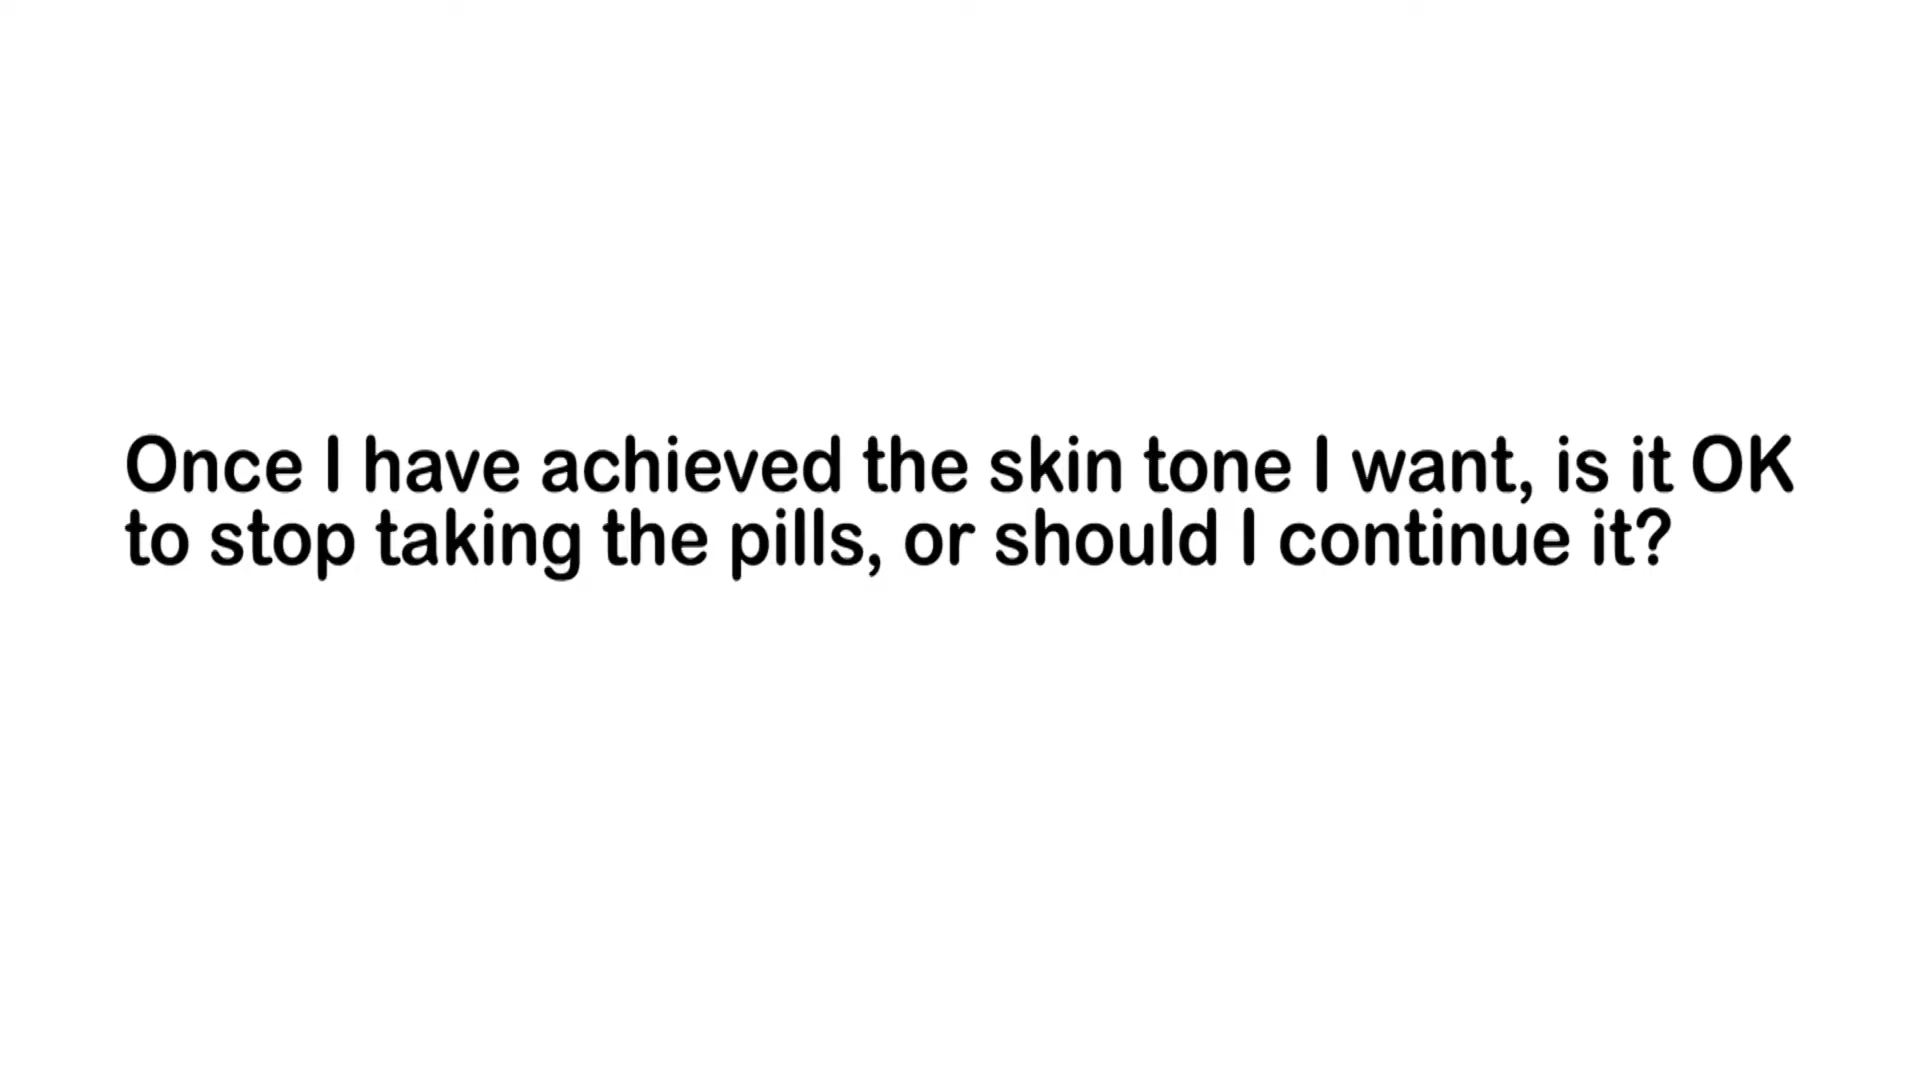 Once I have achieved the skin tone I want, is it OK
to stop taking the pills, or should I continue it?